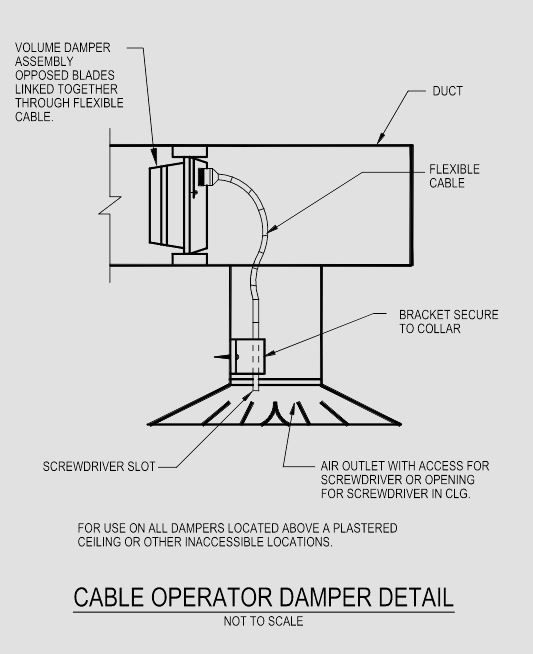 VOLUME DAMPER
ASSEMBLY
OPPOSED BLADES
LINKED TOGETHER
THROUGH FLEXIBLE
CABLE.
DUCT
FLEXIBLE
CABLE
BRACKET SECURE
TO COLLAR
SCREWDRIVER SLOT
AIR OUTLET WITH ACCESS FOR
SCREWDRIVER OR OPENING
FOR SCREWDRIVER IN CLG.
FOR USE ON ALL DAMPERS LOCATED ABOVE A PLASTERED
CEILING OR OTHER INACCESSIBLE LOCATIONS.
CABLE OPERATOR DAMPER DETAIL
NOT TO SCALE